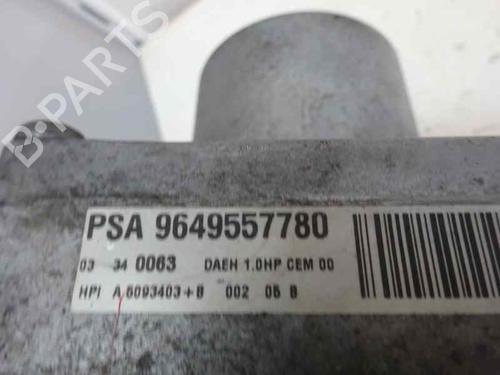 B-PARTS
PSA 9649557780
03 34 0063 DAEH 1.0HP CEM 00
HPI A 5093403+B 002 05 B